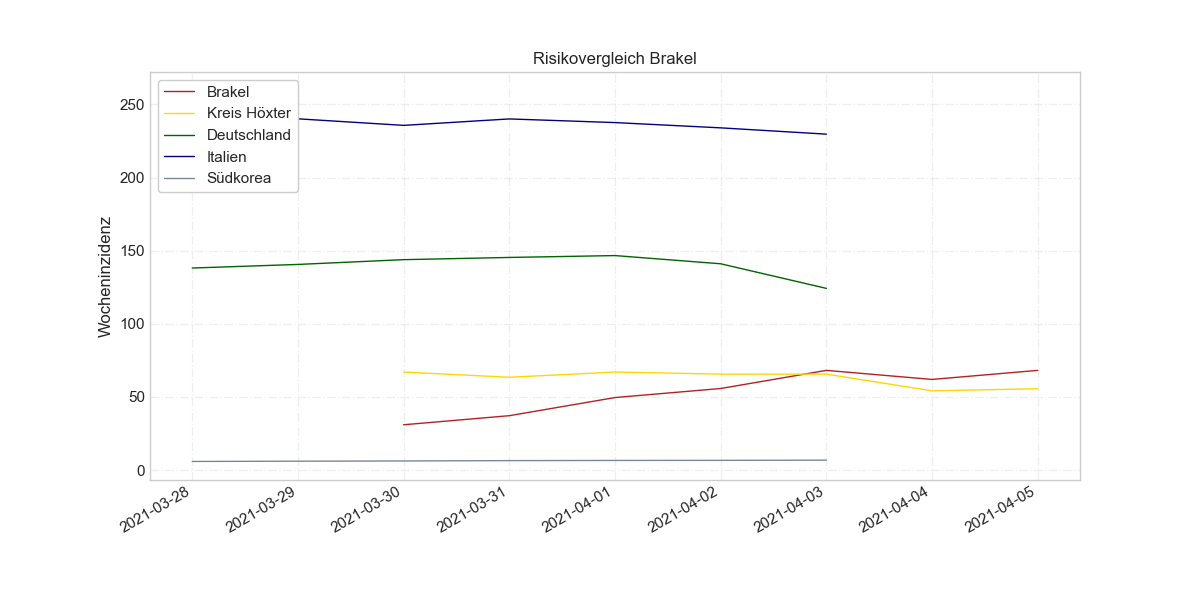 Risikovergleich Brakel
Brakel
Kreis Höxter
Deutschland
Italien
Südkorea
Wocheninzidenz
250
200
150
100
50
0
2021-03-28
2021-03-29
2021-03-30
2021-03-31
2021-04-01
2021-04-02
2021-04-03
2021-04-04
2021-04-05